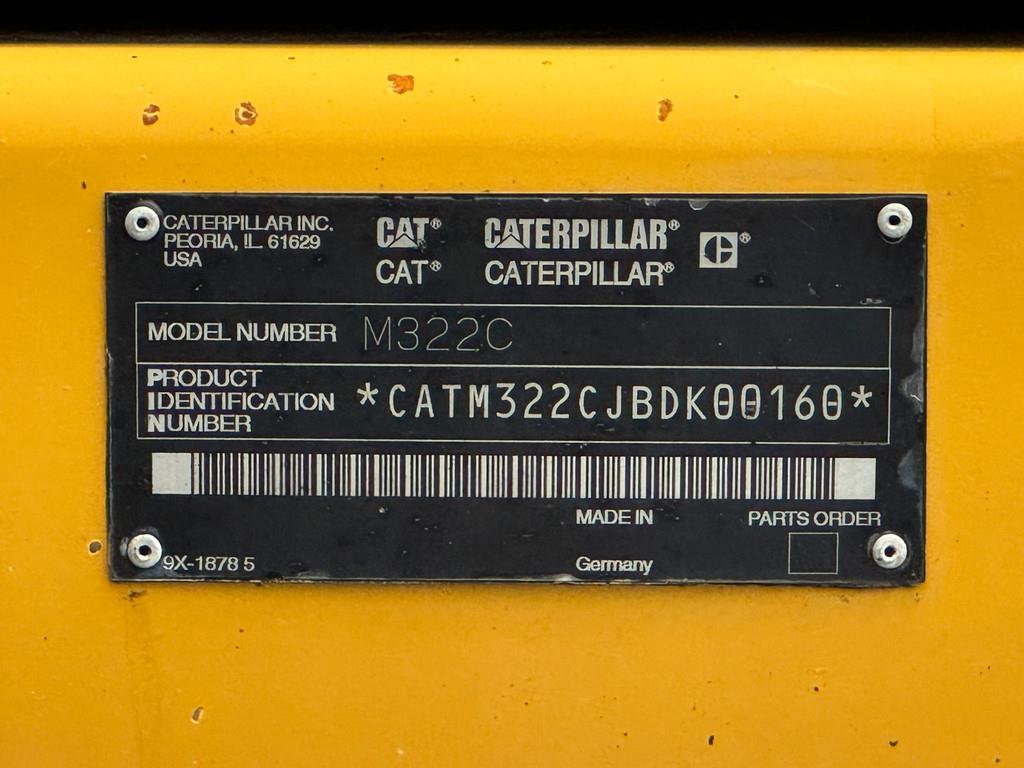 CATERPILLAR INC.
PEORIA, IL 61629
USA
CAT® CATERPILLAR® C®
CAT® CATERPILLAR®
MODEL NUMBER M322C
PRODUCT
IDENTIFICATION
NUMBER
*CATM322CJBDK00160*
MADE IN PARTS ORDER
9X-1878 5 Germany